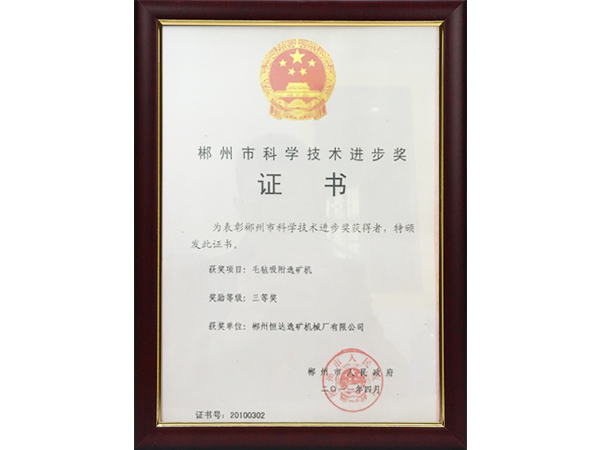 郴州市科学技术进步奖
证书
为表彰郴州市科学技术进步奖获得者，特颁
发此证书。
获奖项目：毛毡吸附选矿机
奖励等级：三等奖
获奖单位：郴州恒达选矿机械厂有限公司
郴州市人民政府
二〇一一年四月
证书号：20100302